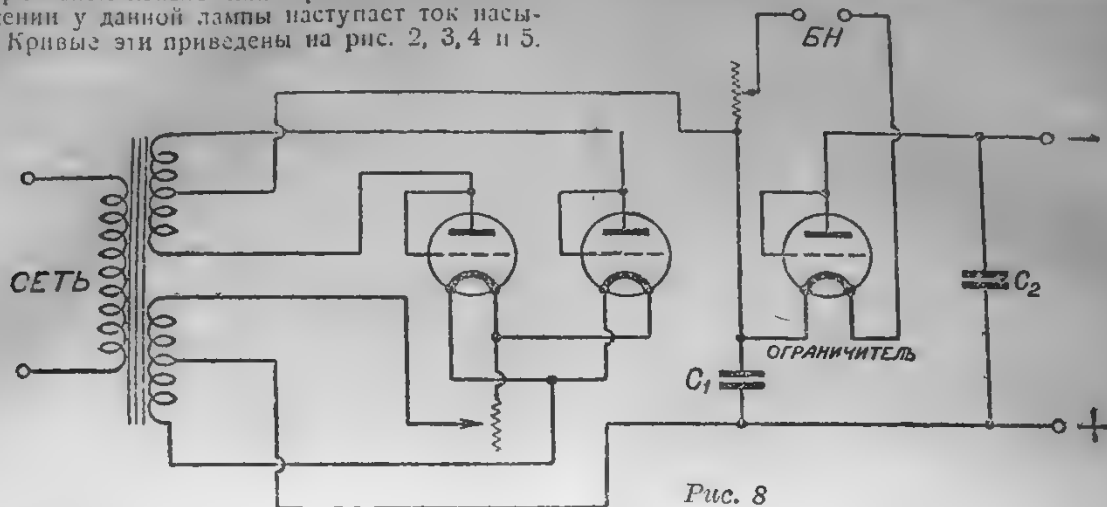 дении у данной лампы наступает ток насы-
Кривые эти приведены на рис. 2, 3, 4 и 5.
БН
СЕТЬ
C₂
ОГРАНИЧИТЕЛЬ
C₁
Рис. 8